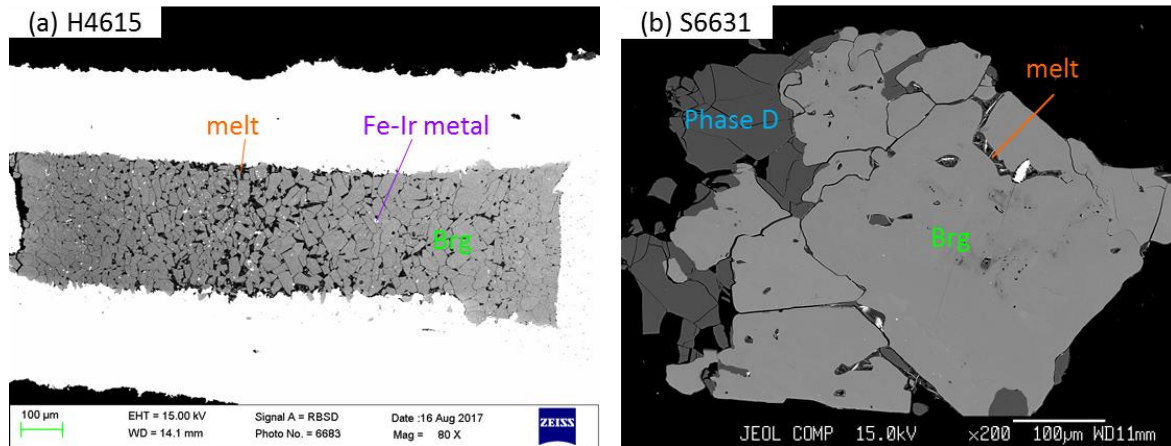 (a) H4615
melt
Fe-Ir metal
Brg
100 µm
EHT = 15.00 kV
WD = 14.1 mm
Signal A = RBSD
Photo No. = 6683
Date :16 Aug 2017
Mag = 80 X
ZEISS
(b) S6631
melt
Phase D
Brg
JEOL COMP 15.0kV ×200 100µm WD11mm